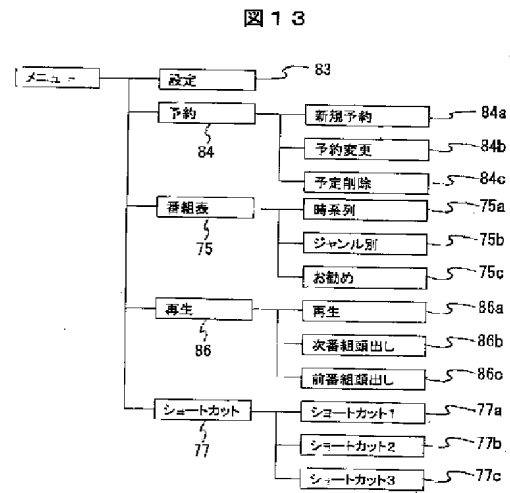 図13
メニュー
設定
83
予約
84
新規予約
84a
予約変更
84b
予定削除
84c
番組表
75
時系列
75a
ジャンル別
75b
お勧め
75c
再生
86
再生
86a
次番組頭出し
86b
前番組頭出し
86c
ショートカット
77
ショートカット1
77a
ショートカット2
77b
ショートカット3
77c